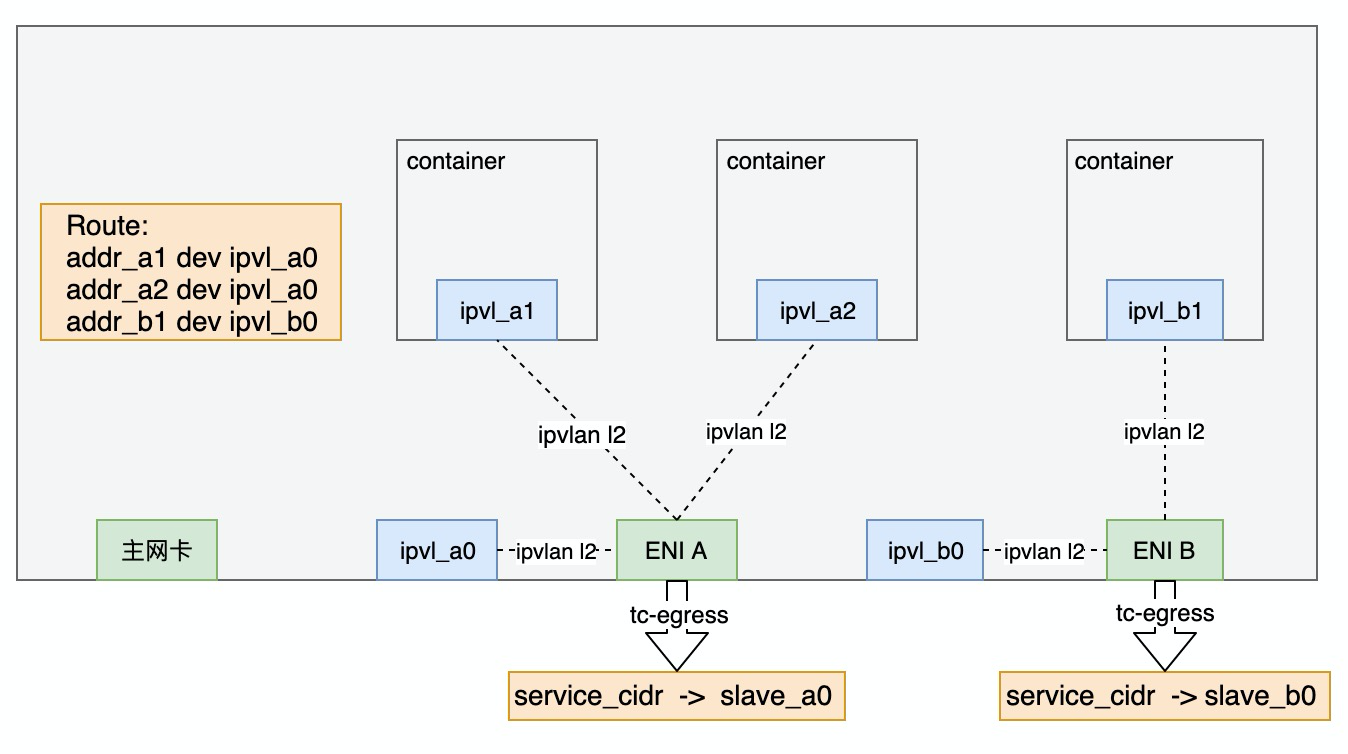 container
container
container
Route:
addr_a1 dev ipvl_a0
addr_a2 dev ipvl_a0
addr_b1 dev ipvl_b0
ipvl_a1
ipvl_a2
ipvl_b1
ipvlan l2
ipvlan l2
ipvlan l2
主网卡
ipvl_a0
ipvlan l2
ENI A
ipvl_b0
ipvlan l2
ENI B
tc-egress
tc-egress
service_cidr -> slave_a0
service_cidr -> slave_b0